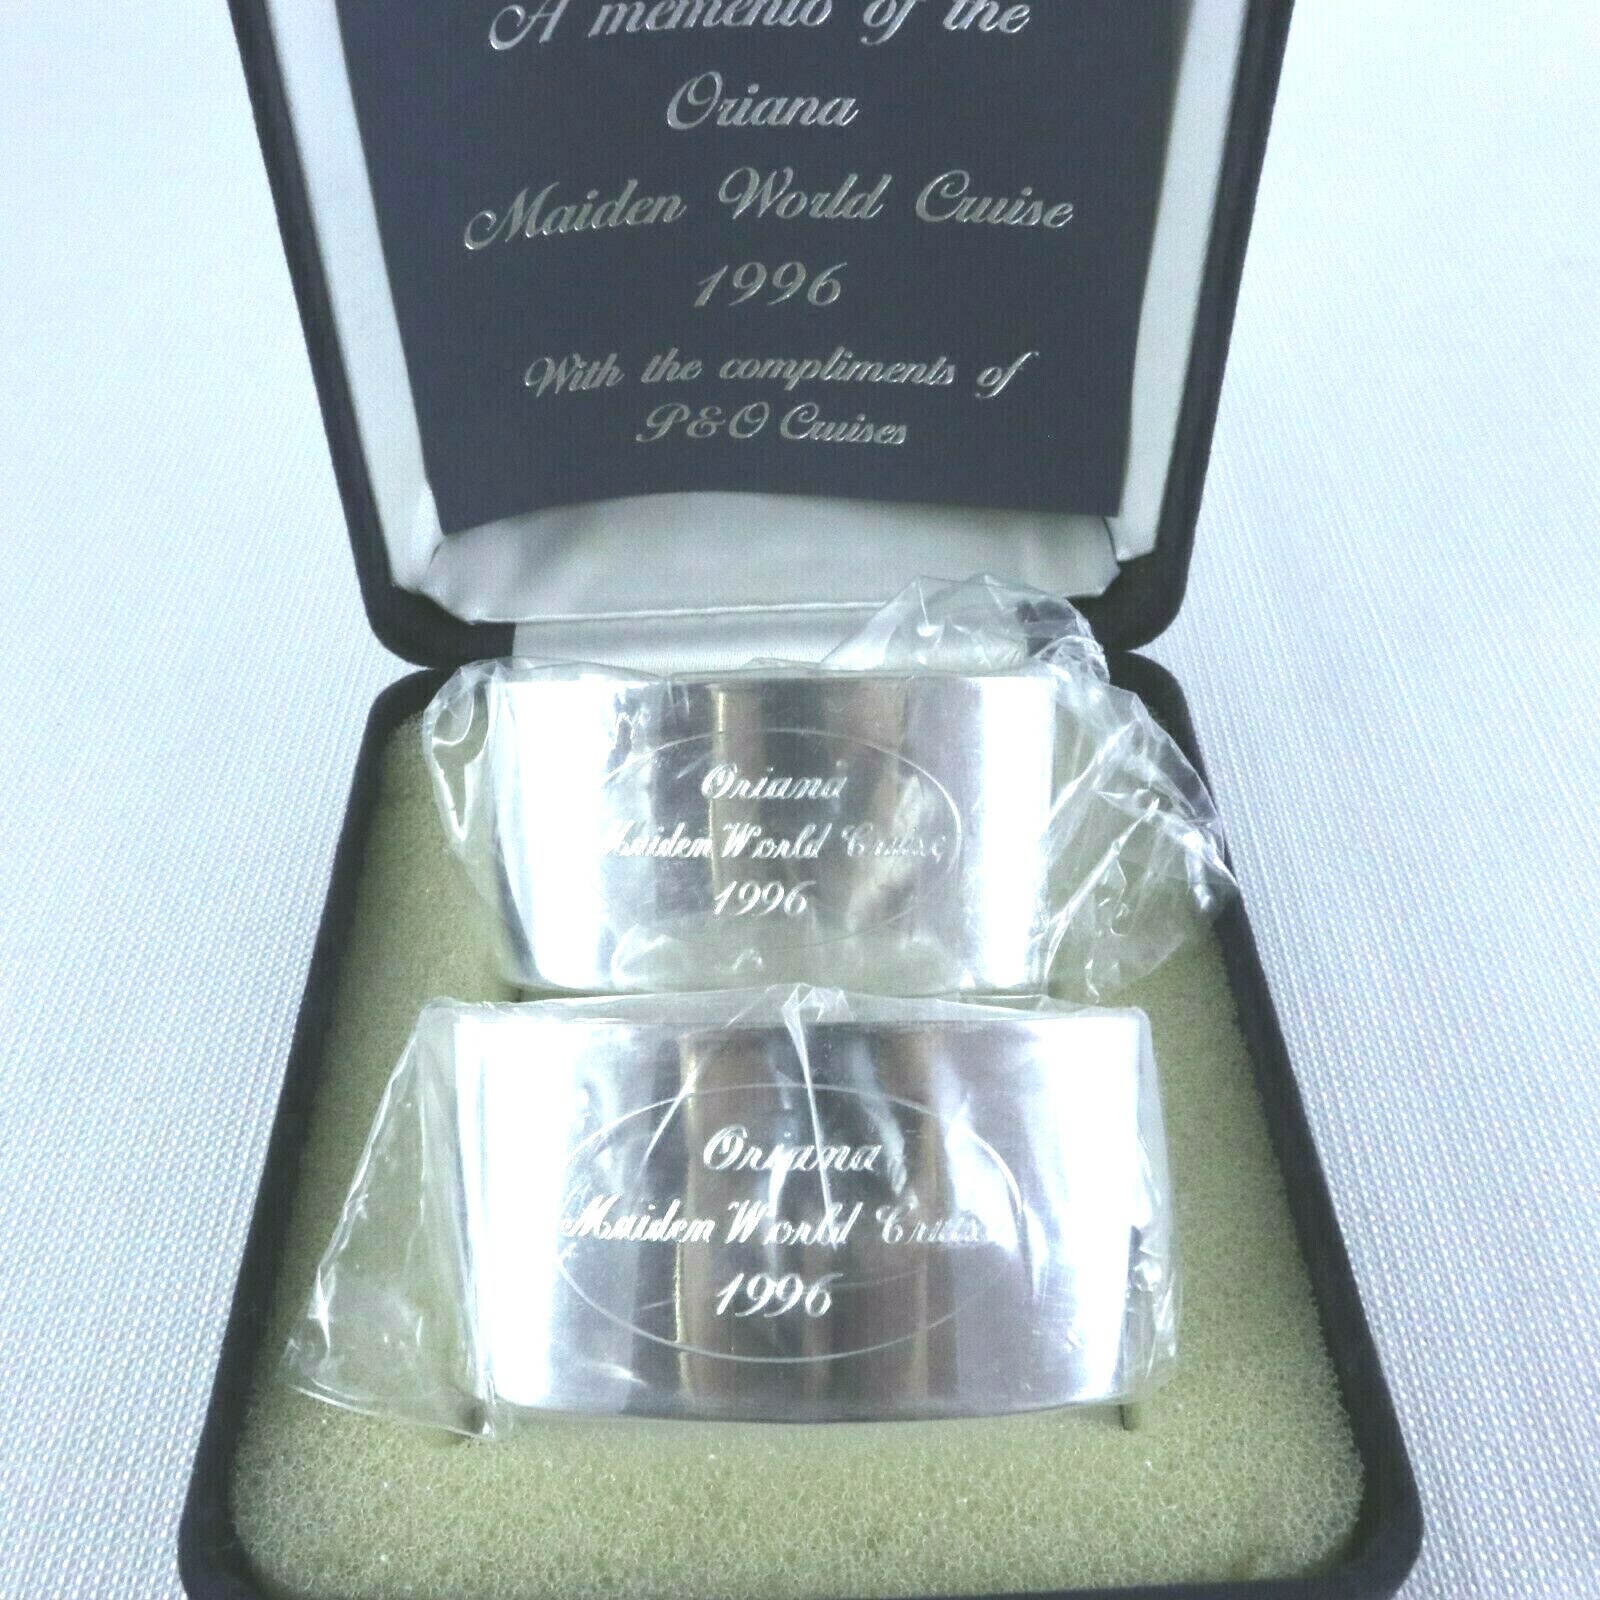 A memento of the
Oriana
Maiden World Cruise
1996
With the compliments of
P&O Cruises
Oriana
Maiden World Cruise
1996
Oriana
Maiden World Cruise
1996